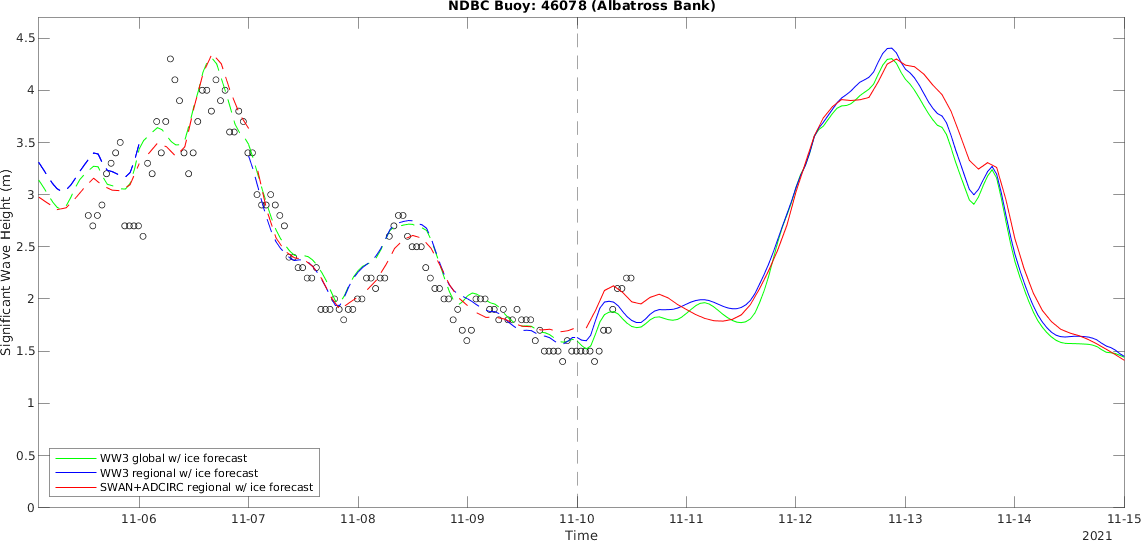 NDBC Buoy: 46078 (Albatross Bank)
Significant Wave Height (m)
4.5
4
3.5
3
2.5
2
1.5
1
0.5
0
WW3 global w/ ice forecast
WW3 regional w/ ice forecast
SWAN+ADCIRC regional w/ ice forecast
11-06 11-07 11-08 11-09 11-10 11-11 11-12 11-13 11-14 11-15
Time
2021